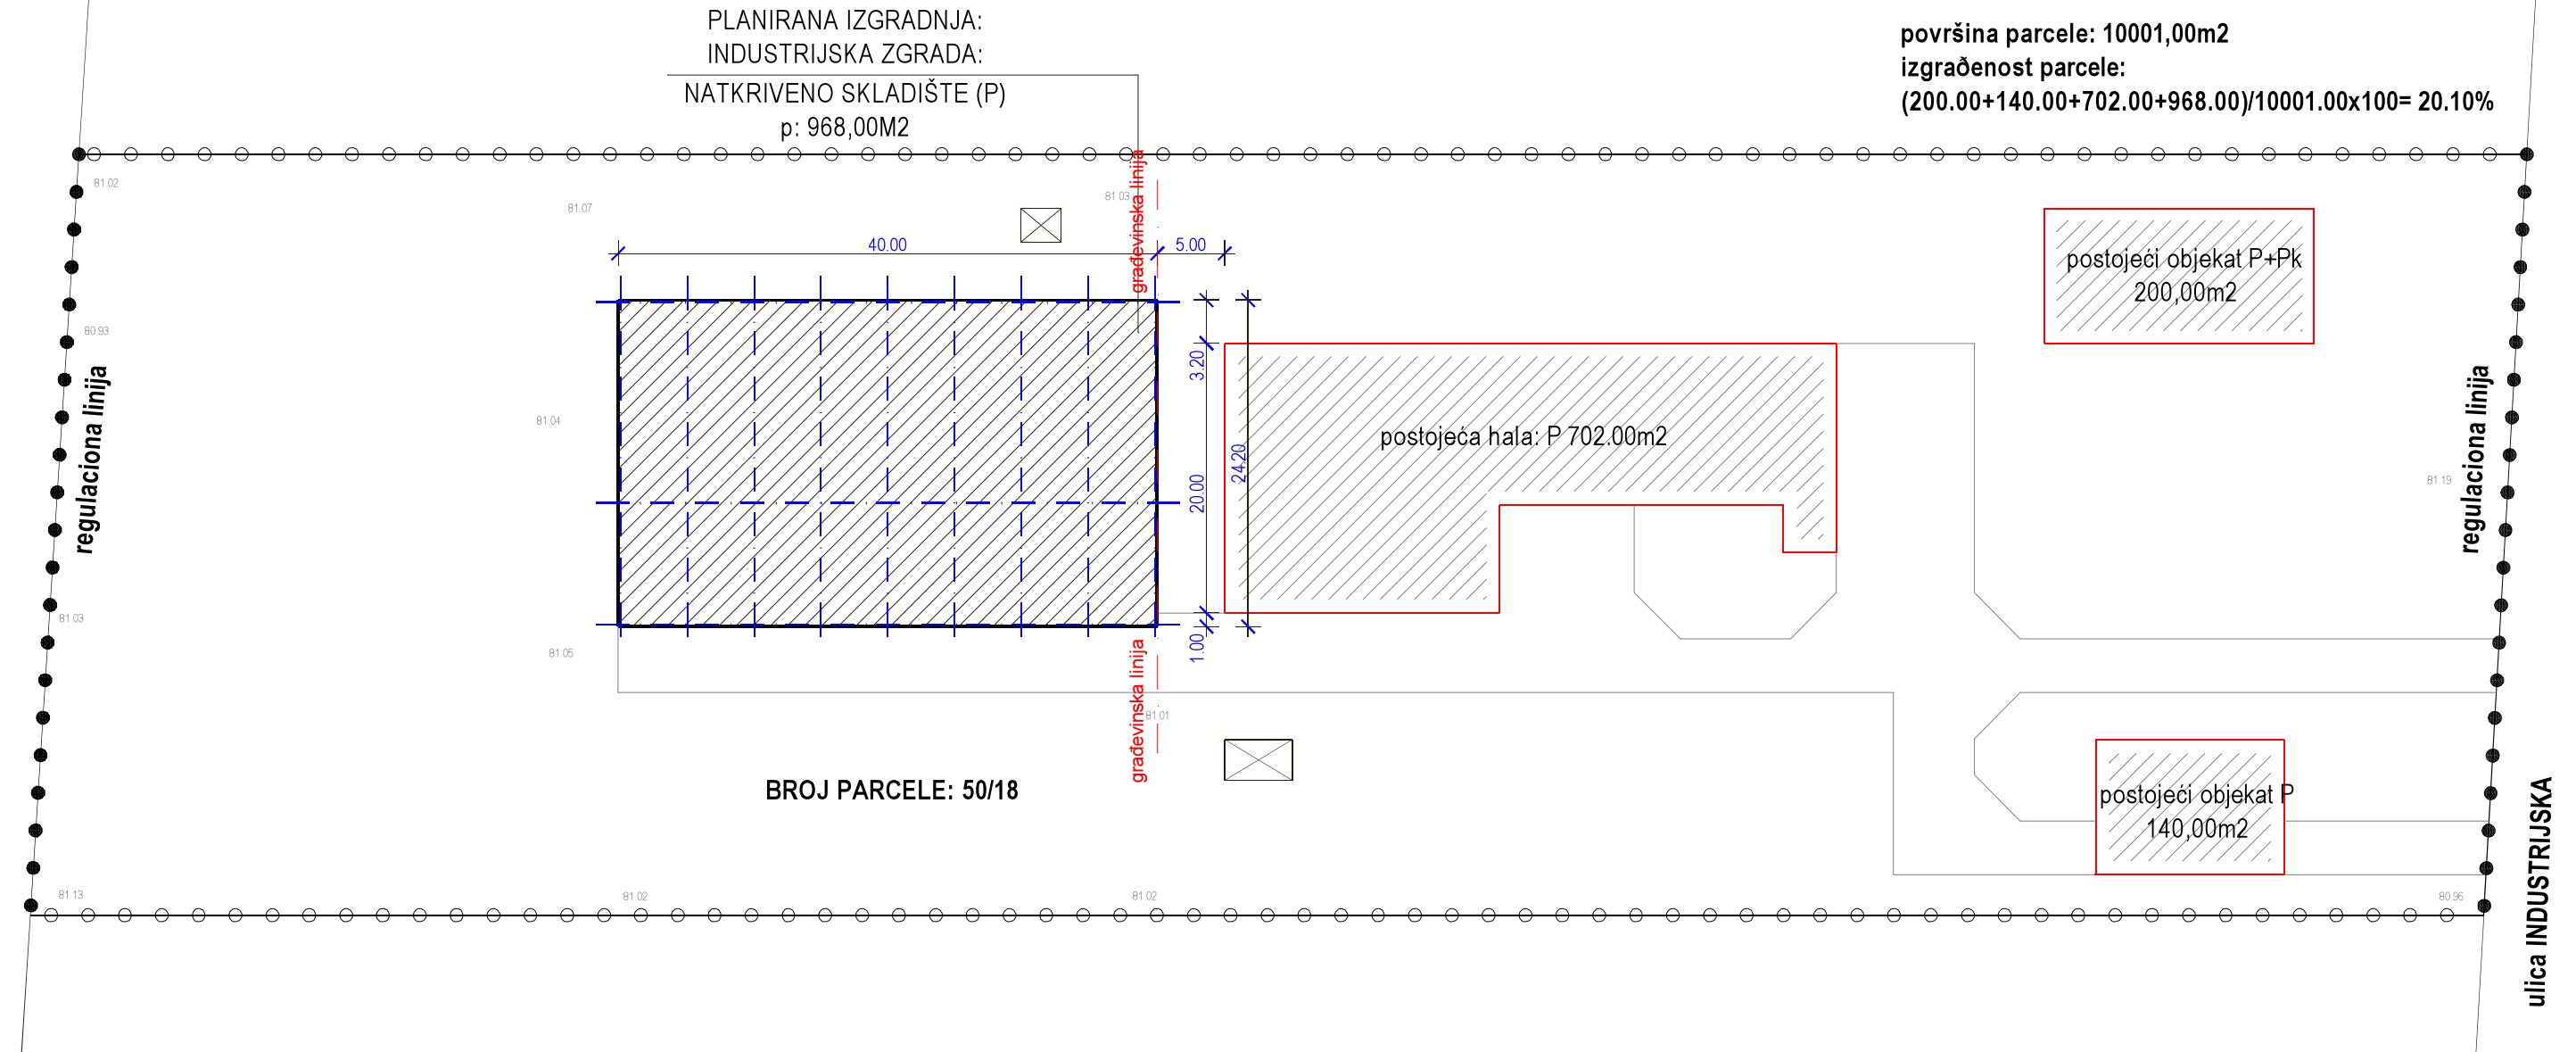 PLANIRANA IZGRADNJA:
INDUSTRIJSKA ZGRADA:
NATKRIVENO SKLADIŠTE (P)
p: 968,00M2
površina parcele: 10001,00m2
izgrađenost parcele:
(200.00+140.00+702.00+968.00)/10001.00x100= 20.10%
81.02
81.07
81.03
građevinska linija
40.00
5.00
postojeći objekat P+Pk
200,00m2
80.93
regulaciona linija
81.04
3.20
20.00
24.20
1.00
postojeća hala: P 702.00m2
regulaciona linija
81.19
81.03
81.05
građevinska linija
81.01
BROJ PARCELE: 50/18
postojeći objekat P
140,00m2
ulica INDUSTRIJSKA
81.13
81.02
81.02
80.96